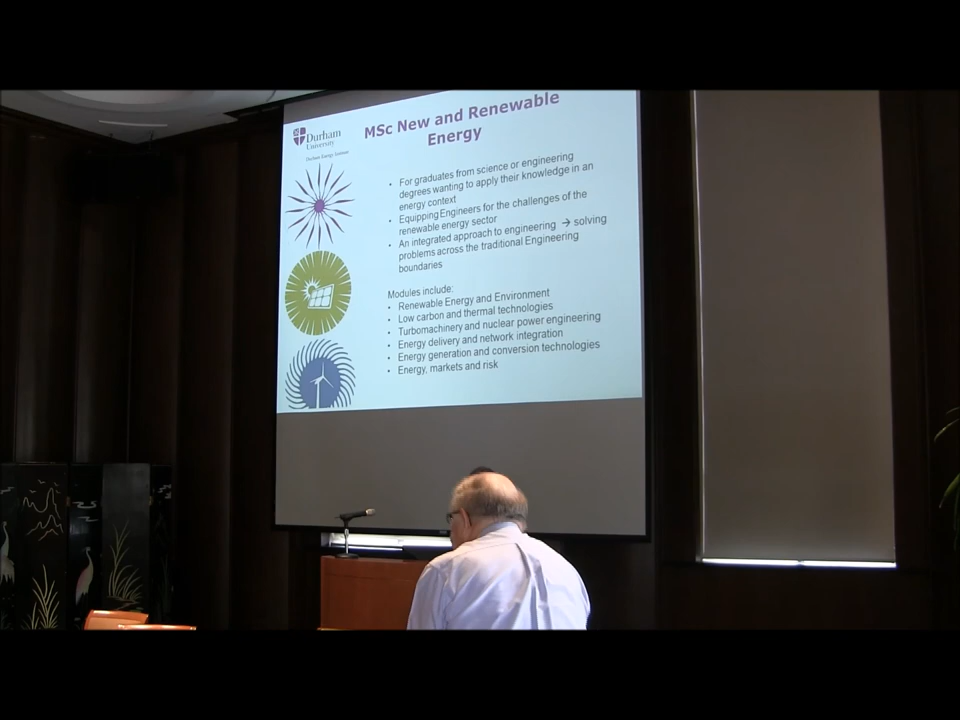 Durham
University
Durham Energy Institute
MSc New and Renewable
Energy
• For graduates from science or engineering
degrees wanting to apply their knowledge in an
energy context
• Equipping Engineers for the challenges of the
renewable energy sector
• An integrated approach to engineering → solving
problems across the traditional Engineering
boundaries
Modules include:
• Renewable Energy and Environment
• Low carbon and thermal technologies
• Turbomachinery and nuclear power engineering
• Energy delivery and network integration
• Energy generation and conversion technologies
• Energy, markets and risk